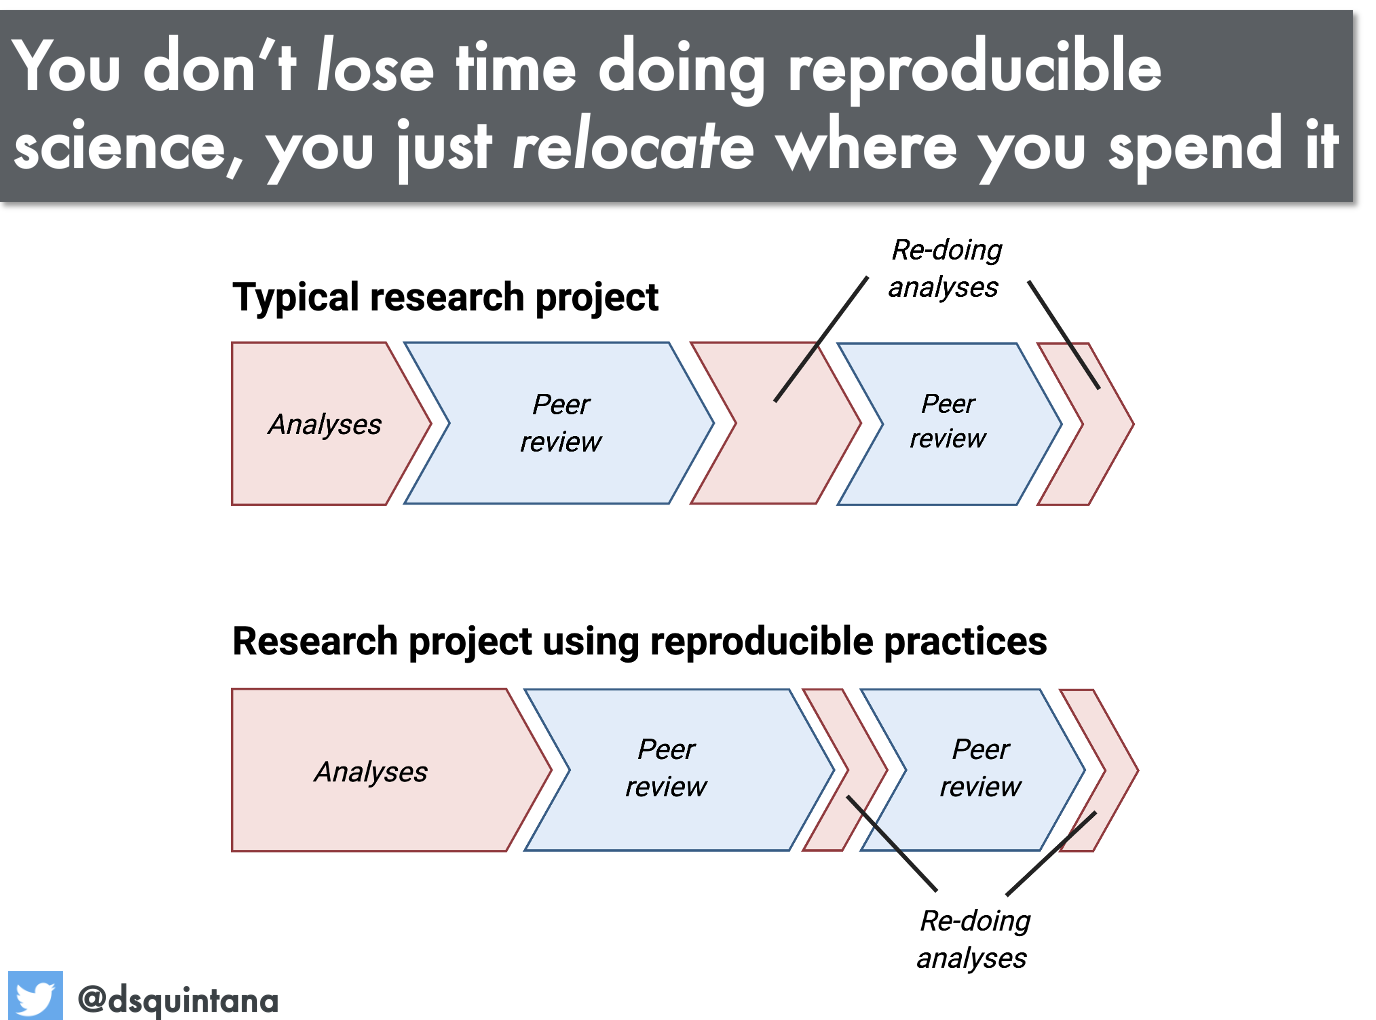 You don’t lose time doing reproducible
science, you just relocate where you spend it
Re-doing
analyses
Typical research project
Analyses
Peer
review
Peer
review
Research project using reproducible practices
Analyses
Peer
review
Peer
review
Re-doing
analyses
@dsquintana